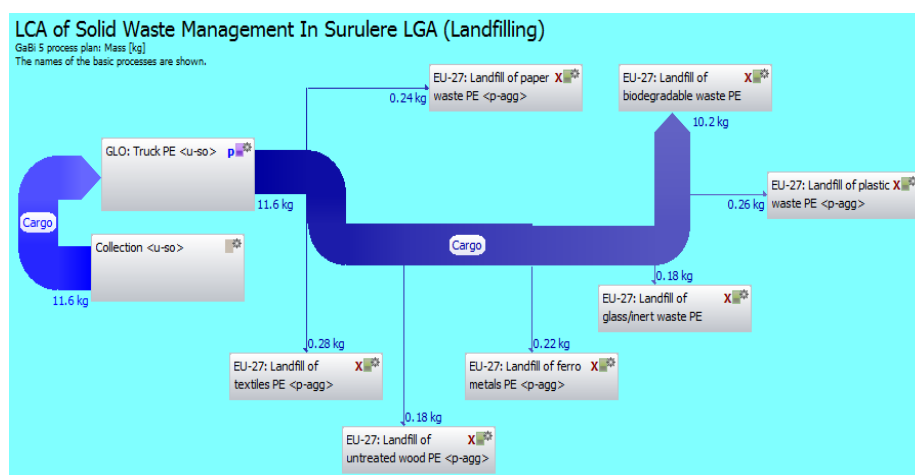 LCA of Solid Waste Management In Surulere LGA (Landfilling)
GaBi 5 process plan: Mass [kg]
The names of the basic processes are shown.
EU-27: Landfill of paper X
waste PE <p-agg>
0.24 kg
EU-27: Landfill of X
biodegradable waste PE
10.2 kg
GLO: Truck PE <u-so> p
11.6 kg
EU-27: Landfill of plastic X
waste PE <p-agg>
0.26 kg
Cargo
Cargo
Collection <u-so>
11.6 kg
0.18 kg
EU-27: Landfill of X
glass/inert waste PE
0.28 kg
EU-27: Landfill of X
textiles PE <p-agg>
0.22 kg
EU-27: Landfill of ferro X
metals PE <p-agg>
0.18 kg
EU-27: Landfill of X
untreated wood PE <p-agg>